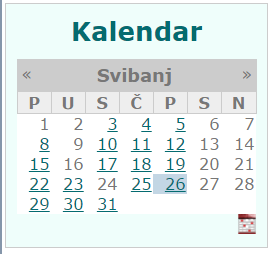 Kalendar
« Svibanj »
P U S Č P S N
1 2 3 4 5 6 7
8 9 10 11 12 13 14
15 16 17 18 19 20 21
22 23 24 25 26 27 28
29 30 31